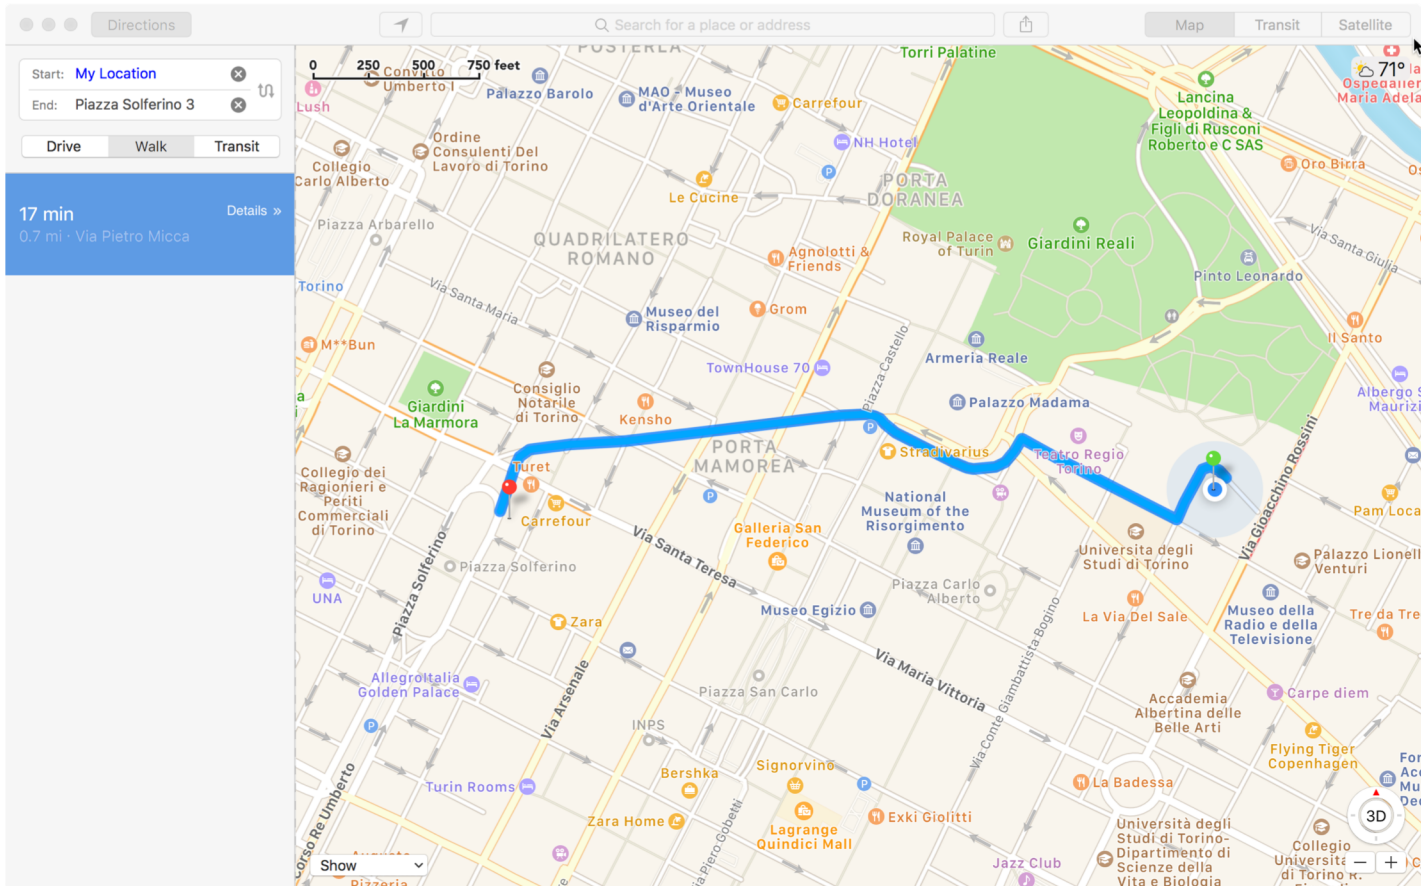 Directions
Search for a place or address
Map
Transit
Satellite
Start: My Location
End: Piazza Solferino 3
Drive
Walk
Transit
17 min
Details »
0.7 mi · Via Pietro Micca
0 250 500 750 feet
71°
POSTERLA
Torri Palatine
Convitto
Umberto I
Palazzo Barolo
MAO - Museo
d'Arte Orientale
Carrefour
Lush
Maria Adela
Lancina
Leopoldina &
Figli di Rusconi
Roberto e C SAS
Ordine
Consulenti Del
Lavoro di Torino
NH Hotel
Oro Birra
Collegio
Carlo Alberto
Le Cucine
PORTA
DORANEA
Piazza Arbarello
QUADRILATERO
ROMANO
Royal Palace
of Turin
Giardini Reali
Via Santa Giulia
Agnolotti &
Friends
Pinto Leonardo
Torino
Via Santa Maria
Museo del
Risparmio
Grom
M**Bun
Il Santo
Armeria Reale
TownHouse 70
Piazza Castello
Consiglio
Notarile
di Torino
Giardini
La Marmora
Kensho
Palazzo Madama
Albergo S
Maurizi
PORTA
MAMOREA
Stradivarius
Teatro Regio
Torino
Turet
Collegio dei
Ragionieri e
Periti
Commerciali
di Torino
Carrefour
National
Museum of the
Risorgimento
Via Gioacchino Rossini
Pam Loca
Galleria San
Federico
Via Santa Teresa
Universita degli
Studi di Torino
Palazzo Lionell
Venturi
Piazza Solferino
Piazza Solferino
UNA
Piazza Carlo
Alberto
Museo Egizio
La Via Del Sale
Museo della
Radio e della
Televisione
Tre da Tre
Zara
Via Conte Giambattista Bogino
Via Maria Vittoria
AllegroItalia
Golden Palace
Via Arsenale
Piazza San Carlo
Accademia
Albertina delle
Belle Arti
Carpe diem
INPS
Flying Tiger
Copenhagen
Signorvino
Bershka
Turin Rooms
La Badessa
Corso Re Umberto
Zara Home
Lagrange
Quindici Mall
Exki Giolitti
3D
Via Piero Gobetti
Università degli
Studi di Torino-
Dipartimento di
Scienze della
Vita e Biologia
Collegio
Jazz Club
Show
Pizzeria